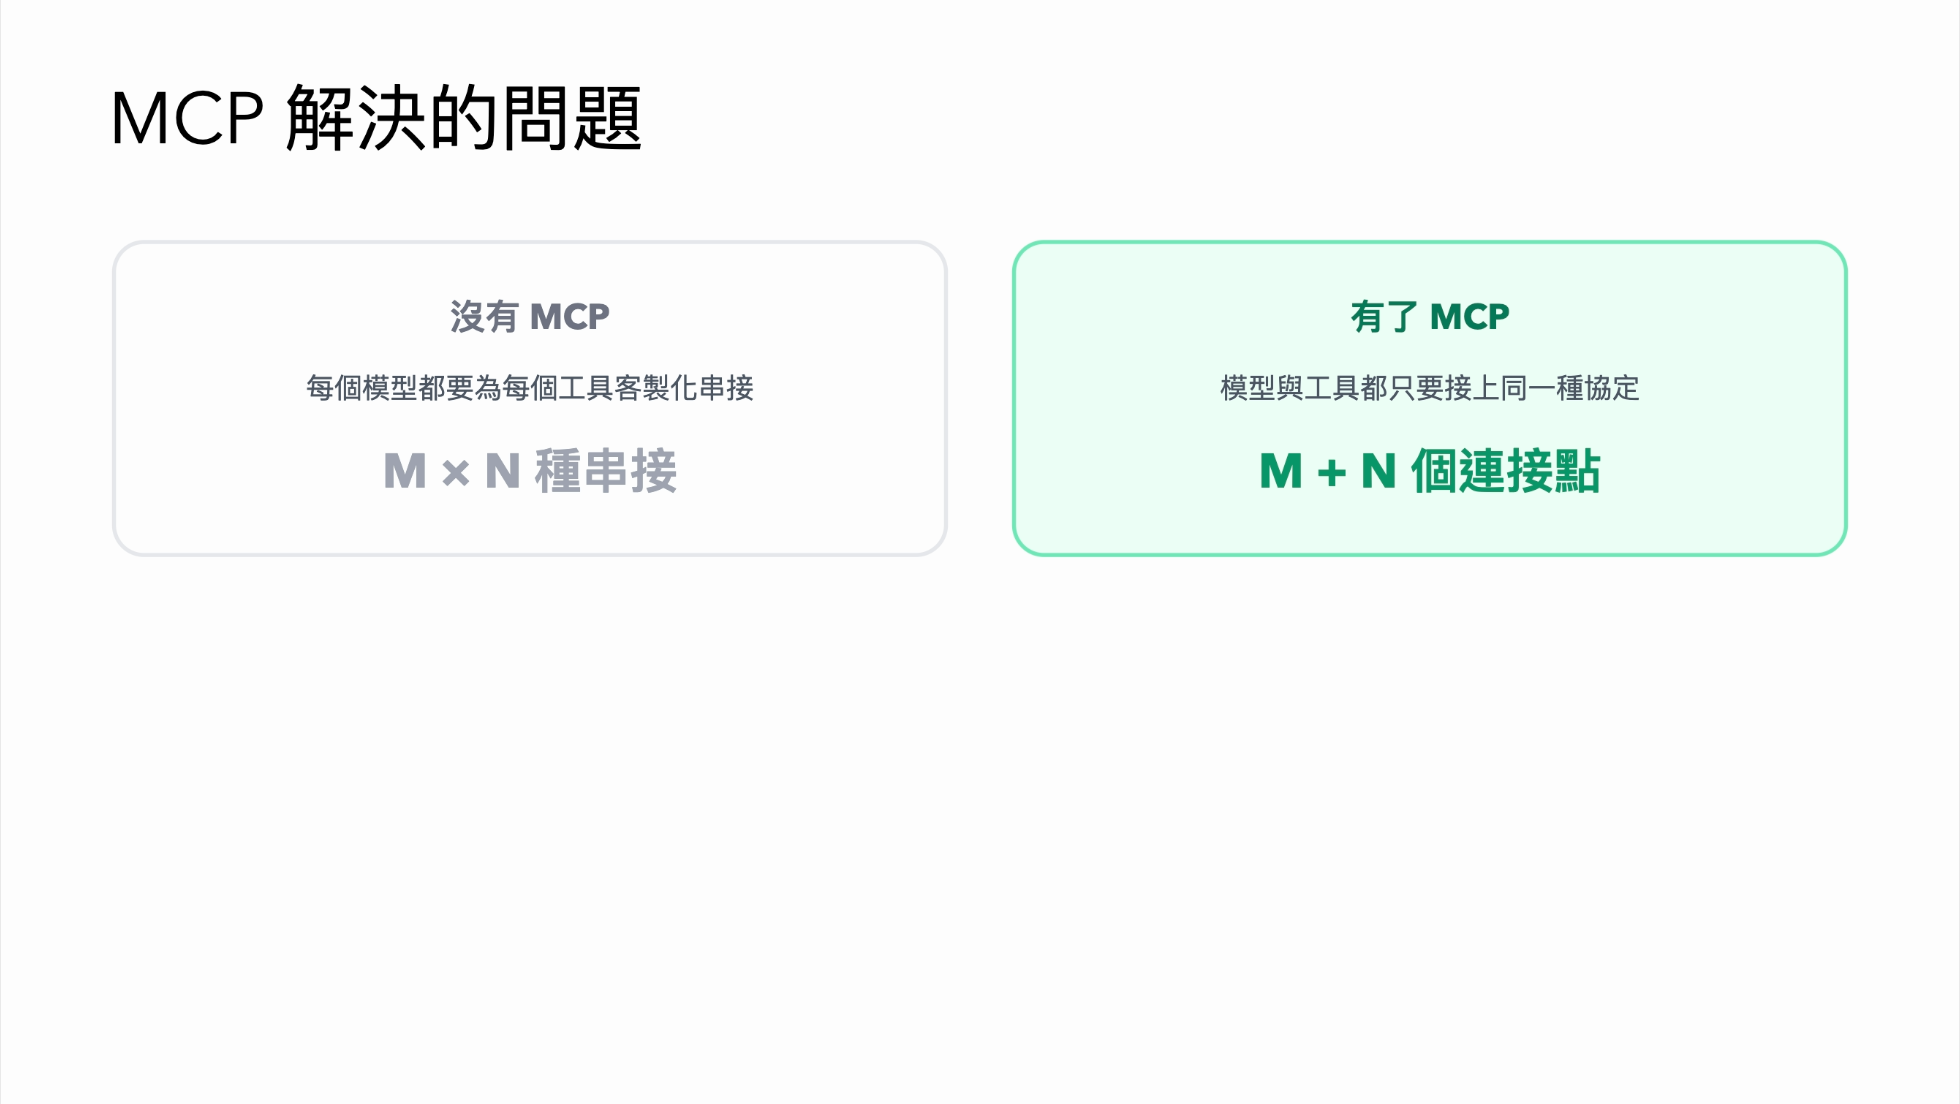 MCP 解決的問題
沒有 MCP
每個模型都要為每個工具客製化串接
M × N 種串接
有了 MCP
模型與工具都只要接上同一種協定
M + N 個連接點